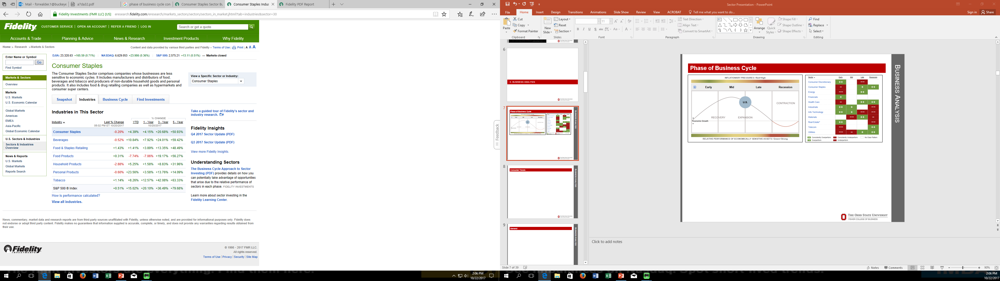 Mail - forwalder.1@buckeye
a7da32.pdf
phase of business cycle con
Consumer Staples Sector Bu
Consumer Staples Indus
Fidelity PDF Report
Fidelity Investments (FMR LLC) [US]
eresearch.fidelity.com/eresearch/markets_sectors/sectors/sectors_in_market.jhtml?tab=industries&sector=30
Fidelity
CUSTOMER SERVICE | OPEN AN ACCOUNT | REFER A FRIEND | LOG IN
Search or get a quote
Accounts & Trade
Planning & Advice
News & Research
Investment Products
Why Fidelity
Home > Research > Markets & Sectors
Content and data provided by various third parties and Fidelity – Terms of Use | Print | A A A
Enter Name or Symbol
Go
Find Symbol
DJIA: 23,328.63 +165.59 (0.71%) | NASDAQ: 6,629.053 +23.986 (0.36%) | S&P 500: 2,575.21 +13.11 (0.51%) — Markets closed
Markets & Sectors
Overview
Markets
U.S. Markets
U.S. Economic Calendar
Global Markets
Americas
EMEA
Asia-Pacific
Global Economic Calendar
U.S. Sectors & Industries
Sectors & Industries
Overview
News & Reports
U.S. Markets
Global Markets
Reports Search
Consumer Staples
The Consumer Staples Sector comprises companies whose businesses are less
sensitive to economic cycles. It includes manufacturers and distributors of food,
beverages and tobacco and producers of non-durable household goods and personal
products. It also includes food & drug retailing companies as well as hypermarkets and
consumer super centers.
View a Specific Sector or Industry:
Consumer Staples
Snapshot
Industries
Business Cycle
Find Investments
Industries in This Sector
% CHANGE
Industry Last % Change YTD 1 - Year 3 - Year 5 - Year
05:02 PM ET 10/20/2017 10/20/2017
Consumer Staples -0.20% +4.39% +4.15% +20.68% +50.93%
Beverages -0.52% +10.84% +7.92% +24.01% +59.42%
Food & Staples Retailing +1.43% +1.41% +3.89% +13.35% +48.49%
Food Products +0.31% -7.74% -7.06% +19.17% +56.27%
Household Products -2.88% +5.25% +1.58% +8.83% +31.96%
Personal Products -0.60% +23.56% +3.58% +13.76% +14.09%
Tobacco +1.14% +8.26% +12.57% +42.08% +63.33%
S&P 500 ® Index +0.51% +15.02% +20.10% +36.49% +79.68%
How is performance calculated?
View all industries.
Take a guided tour of Fidelity's sector and
industry research.
Fidelity Insights
Q4 2017 Sector Update (PDF)
Q3 2017 Sector Update (PDF)
View more Fidelity Insights.
Understanding Sectors
The Business Cycle Approach to Sector
Investing (PDF) provides details on how you
can potentially take advantage of opportunities
that arise due to the relative performance of
sectors in each phase. FIDELITY INVESTMENTS
Learn more about sector investing in the
Fidelity Learning Center.
[-] Feedback
News, commentary, market data and research reports are from third-party sources unaffiliated with Fidelity, unless otherwise noted, and are provided for informational purposes only. Fidelity does
not endorse or adopt third party content. Fidelity makes no guarantees that information supplied is accurate, complete, or timely, and does not provide any warranties regarding results obtained from
their use.
Fidelity
INVESTMENTS
© 1998 - 2017 FMR LLC.
All rights reserved.
Terms of Use | Privacy | Security | Site Map
2:06 PM
10/22/2017
Sector Presentation - PowerPoint
File Home Insert Design Transitions Animations Slide Show Review View ACROBAT Tell me what you want to do...
Sign in Share
Paste
Cut
Copy
Format Painter
Clipboard
New
Slide
Layout
Reset
Section
Slides
11
B I U S abc AV Aa A
Font
Paragraph
Text Direction
Align Text
Convert to SmartArt
Arrange
Quick
Styles
Shape Fill
Shape Outline
Shape Effects
Drawing
Find
Replace
Select
Editing
6
II. BUSINESS ANALYSIS
7
Phase of Business Cycle
BUSINESS ANALYSIS
8
Consumer Trends
BUSINESS ANALYSIS
9
Demand
BUSINESS ANALYSIS
Phase of Business Cycle
INFLATIONARY PRESSURES / Red=High
Early Mid Late Recession
U.S.
CONTRACTION
RECOVERY
EXPANSION
+
Economic Growth
–
RELATIVE PERFORMANCE OF ECONOMICALLY SENSITIVE ASSETS / Green=Strong
Sector Early Mid Late Recession
Consumer Discretionary ++ --
Consumer Staples - + ++
Energy -- ++
Financials +
Health Care - ++ ++
Industrials ++ + --
Info Technology ++ + -- --
Materials -- ++ -
Real Estate* ++ --
Telecom -- ++
Utilities -- - + ++
++ Consistently Overperform -- Consistently Underperform No Clear Pattern
+ Overperform - Underperform
BUSINESS ANALYSIS
THE OHIO STATE UNIVERSIT
FISHER COLLEGE OF BUSINESS
Click to add notes
Slide 7 of 39
Notes
Comments
90%
2:06 PM
10/22/2017